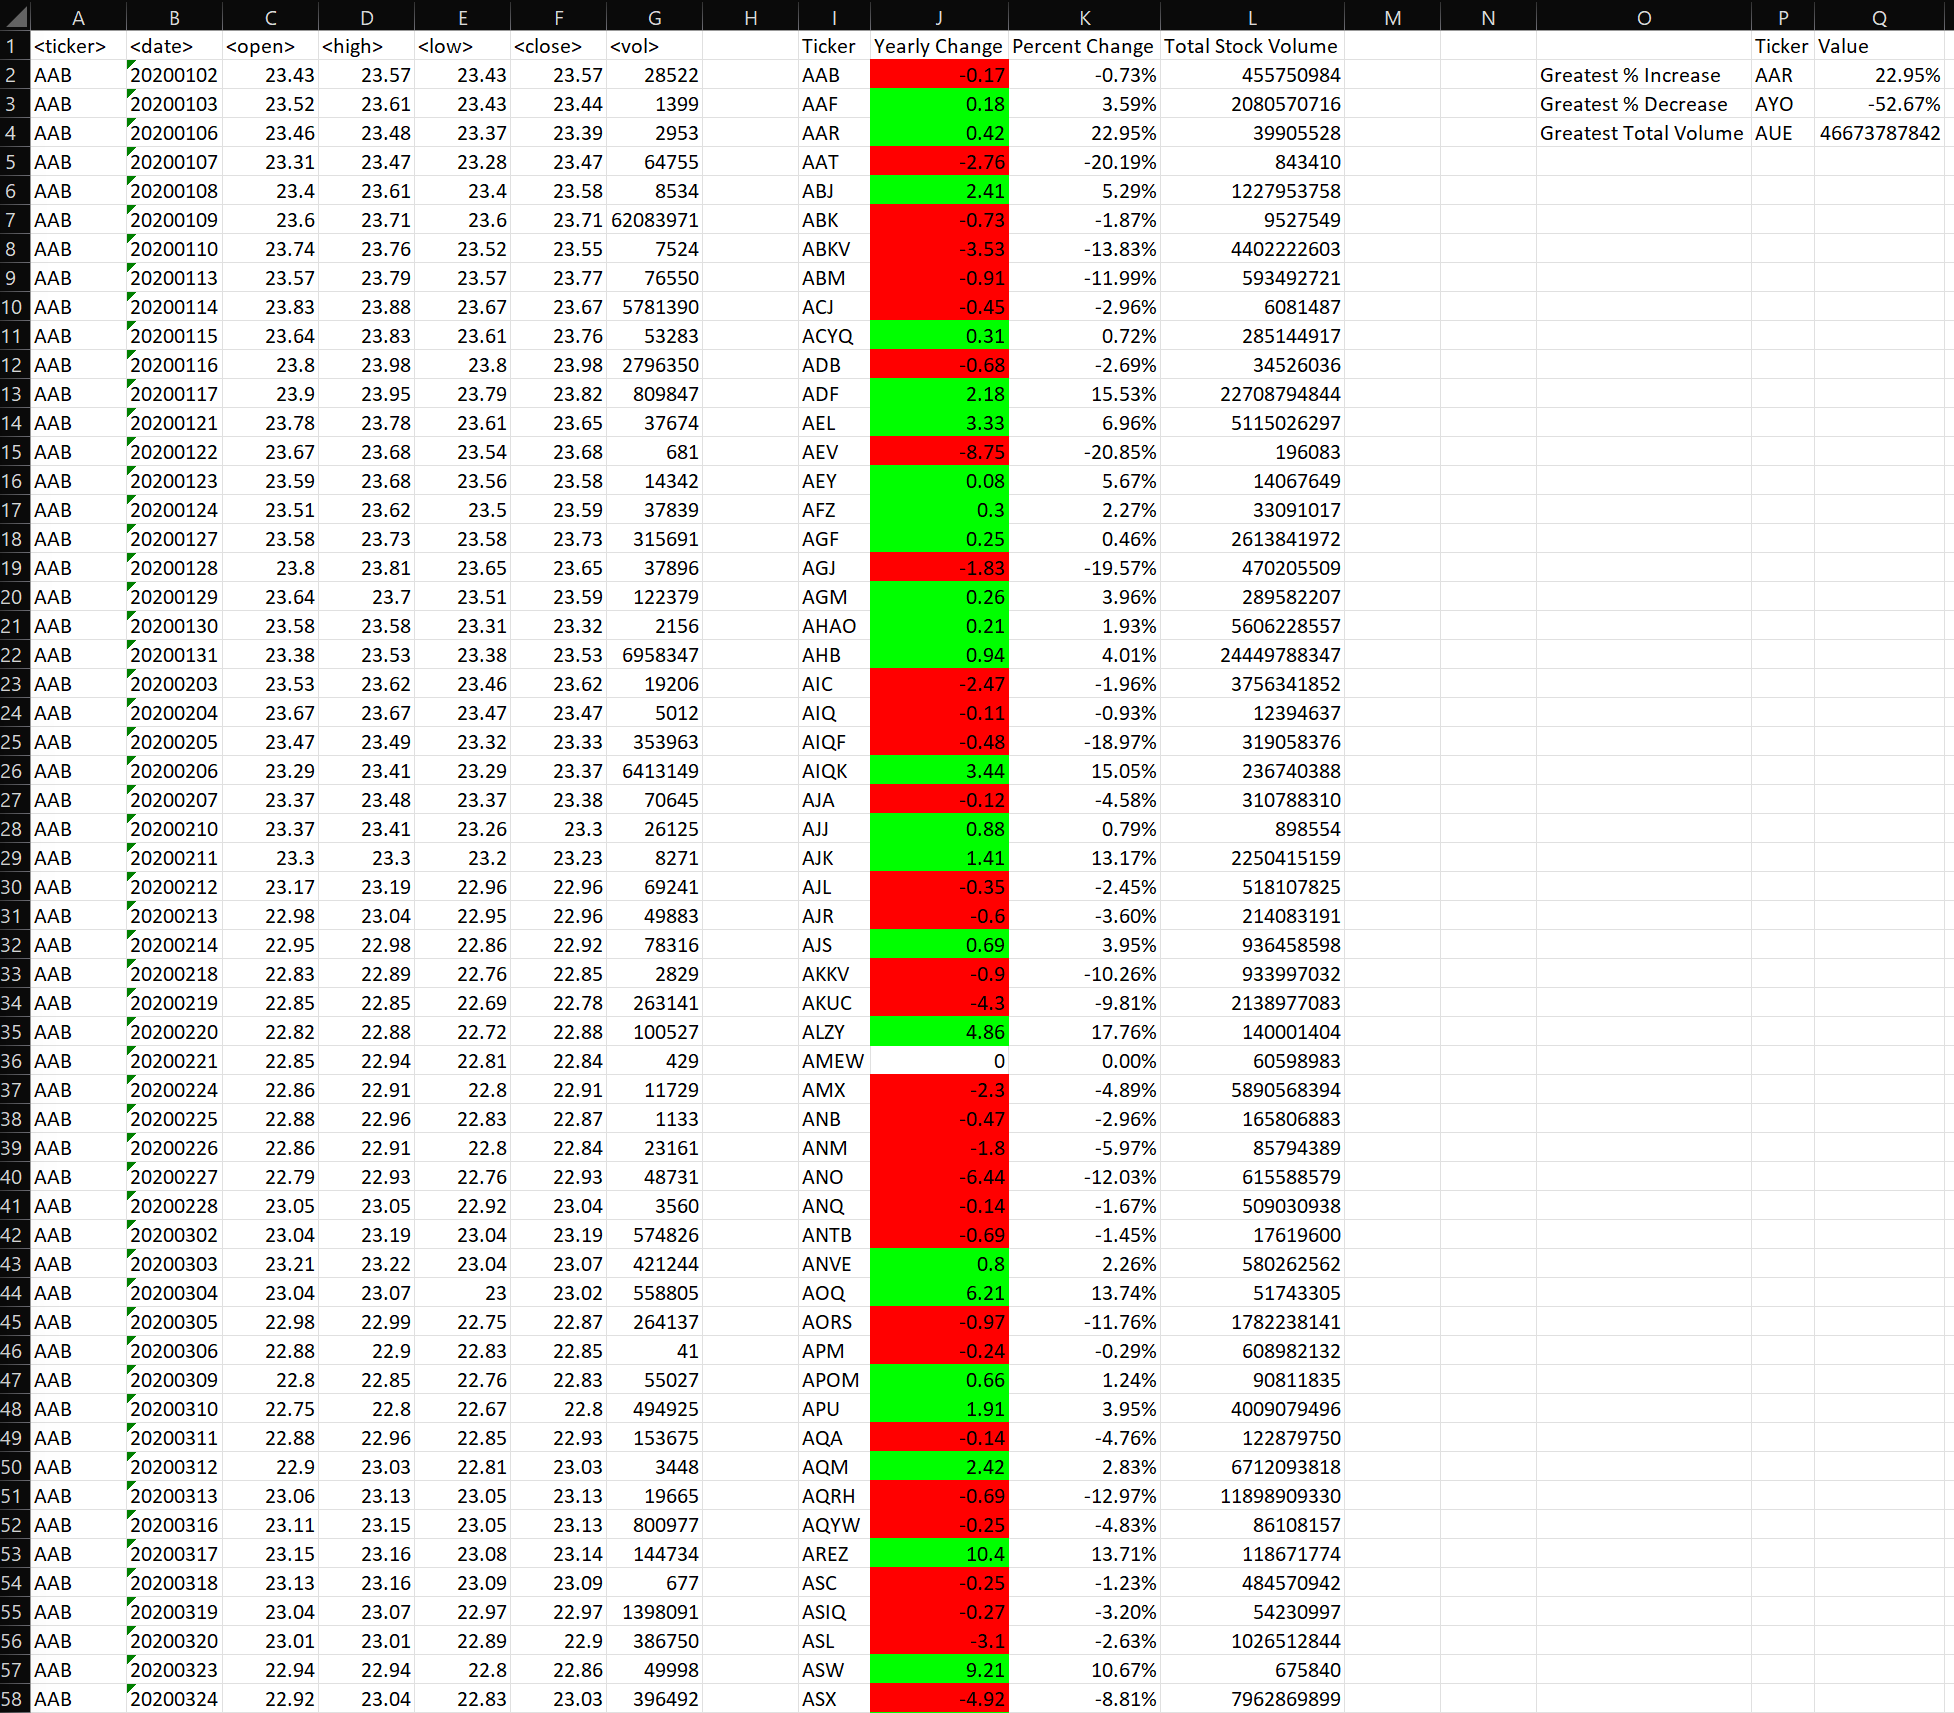 A B C D E F G H I J K L M N O P Q
1 <ticker> <date> <open> <high> <low> <close> <vol> Ticker Yearly Change Percent Change Total Stock Volume Ticker Value
2 AAB 20200102 23.43 23.57 23.43 23.57 28522 AAB -0.17 -0.73% 455750984 Greatest % Increase AAR 22.95%
3 AAB 20200103 23.52 23.61 23.43 23.44 1399 AAF 0.18 3.59% 2080570716 Greatest % Decrease AYO -52.67%
4 AAB 20200106 23.46 23.48 23.37 23.39 2953 AAR 0.42 22.95% 39905528 Greatest Total Volume AUE 46673787842
5 AAB 20200107 23.31 23.47 23.28 23.47 64755 AAT -2.76 -20.19% 843410
6 AAB 20200108 23.4 23.61 23.4 23.58 8534 ABJ 2.41 5.29% 1227953758
7 AAB 20200109 23.6 23.71 23.6 23.71 62083971 ABK -0.73 -1.87% 9527549
8 AAB 20200110 23.74 23.76 23.52 23.55 7524 ABKV -3.53 -13.83% 4402222603
9 AAB 20200113 23.57 23.79 23.57 23.77 76550 ABM -0.91 -11.99% 593492721
10 AAB 20200114 23.83 23.88 23.67 23.67 5781390 ACJ -0.45 -2.96% 6081487
11 AAB 20200115 23.64 23.83 23.61 23.76 53283 ACYQ 0.31 0.72% 285144917
12 AAB 20200116 23.8 23.98 23.8 23.98 2796350 ADB -0.68 -2.69% 34526036
13 AAB 20200117 23.9 23.95 23.79 23.82 809847 ADF 2.18 15.53% 22708794844
14 AAB 20200121 23.78 23.78 23.61 23.65 37674 AEL 3.33 6.96% 5115026297
15 AAB 20200122 23.67 23.68 23.54 23.68 681 AEV -8.75 -20.85% 196083
16 AAB 20200123 23.59 23.68 23.56 23.58 14342 AEY 0.08 5.67% 14067649
17 AAB 20200124 23.51 23.62 23.5 23.59 37839 AFZ 0.3 2.27% 33091017
18 AAB 20200127 23.58 23.73 23.58 23.73 315691 AGF 0.25 0.46% 2613841972
19 AAB 20200128 23.8 23.81 23.65 23.65 37896 AGJ -1.83 -19.57% 470205509
20 AAB 20200129 23.64 23.7 23.51 23.59 122379 AGM 0.26 3.96% 289582207
21 AAB 20200130 23.58 23.58 23.31 23.32 2156 AHAO 0.21 1.93% 5606228557
22 AAB 20200131 23.38 23.53 23.38 23.53 6958347 AHB 0.94 4.01% 24449788347
23 AAB 20200203 23.53 23.62 23.46 23.62 19206 AIC -2.47 -1.96% 3756341852
24 AAB 20200204 23.67 23.67 23.47 23.47 5012 AIQ -0.11 -0.93% 12394637
25 AAB 20200205 23.47 23.49 23.32 23.33 353963 AIQF -0.48 -18.97% 319058376
26 AAB 20200206 23.29 23.41 23.29 23.37 6413149 AIQK 3.44 15.05% 236740388
27 AAB 20200207 23.37 23.48 23.37 23.38 70645 AJA -0.12 -4.58% 310788310
28 AAB 20200210 23.37 23.41 23.26 23.3 26125 AJJ 0.88 0.79% 898554
29 AAB 20200211 23.3 23.3 23.2 23.23 8271 AJK 1.41 13.17% 2250415159
30 AAB 20200212 23.17 23.19 22.96 22.96 69241 AJL -0.35 -2.45% 518107825
31 AAB 20200213 22.98 23.04 22.95 22.96 49883 AJR -0.6 -3.60% 214083191
32 AAB 20200214 22.95 22.98 22.86 22.92 78316 AJS 0.69 3.95% 936458598
33 AAB 20200218 22.83 22.89 22.76 22.85 2829 AKKV -0.9 -10.26% 933997032
34 AAB 20200219 22.85 22.85 22.69 22.78 263141 AKUC -4.3 -9.81% 2138977083
35 AAB 20200220 22.82 22.88 22.72 22.88 100527 ALZY 4.86 17.76% 140001404
36 AAB 20200221 22.85 22.94 22.81 22.84 429 AMEW 0 0.00% 60598983
37 AAB 20200224 22.86 22.91 22.8 22.91 11729 AMX -2.3 -4.89% 5890568394
38 AAB 20200225 22.88 22.96 22.83 22.87 1133 ANB -0.47 -2.96% 165806883
39 AAB 20200226 22.86 22.91 22.8 22.84 23161 ANM -1.8 -5.97% 85794389
40 AAB 20200227 22.79 22.93 22.76 22.93 48731 ANO -6.44 -12.03% 615588579
41 AAB 20200228 23.05 23.05 22.92 23.04 3560 ANQ -0.14 -1.67% 509030938
42 AAB 20200302 23.04 23.19 23.04 23.19 574826 ANTB -0.69 -1.45% 17619600
43 AAB 20200303 23.21 23.22 23.04 23.07 421244 ANVE 0.8 2.26% 580262562
44 AAB 20200304 23.04 23.07 23 23.02 558805 AOQ 6.21 13.74% 51743305
45 AAB 20200305 22.98 22.99 22.75 22.87 264137 AORS -0.97 -11.76% 1782238141
46 AAB 20200306 22.88 22.9 22.83 22.85 41 APM -0.24 -0.29% 608982132
47 AAB 20200309 22.8 22.85 22.76 22.83 55027 APOM 0.66 1.24% 90811835
48 AAB 20200310 22.75 22.8 22.67 22.8 494925 APU 1.91 3.95% 4009079496
49 AAB 20200311 22.88 22.96 22.85 22.93 153675 AQA -0.14 -4.76% 122879750
50 AAB 20200312 22.9 23.03 22.81 23.03 3448 AQM 2.42 2.83% 6712093818
51 AAB 20200313 23.06 23.13 23.05 23.13 19665 AQRH -0.69 -12.97% 11898909330
52 AAB 20200316 23.11 23.15 23.05 23.13 800977 AQYW -0.25 -4.83% 86108157
53 AAB 20200317 23.15 23.16 23.08 23.14 144734 AREZ 10.4 13.71% 118671774
54 AAB 20200318 23.13 23.16 23.09 23.09 677 ASC -0.25 -1.23% 484570942
55 AAB 20200319 23.04 23.07 22.97 22.97 1398091 ASIQ -0.27 -3.20% 54230997
56 AAB 20200320 23.01 23.01 22.89 22.9 386750 ASL -3.1 -2.63% 1026512844
57 AAB 20200323 22.94 22.94 22.8 22.86 49998 ASW 9.21 10.67% 675840
58 AAB 20200324 22.92 23.04 22.83 23.03 396492 ASX -4.92 -8.81% 7962869899